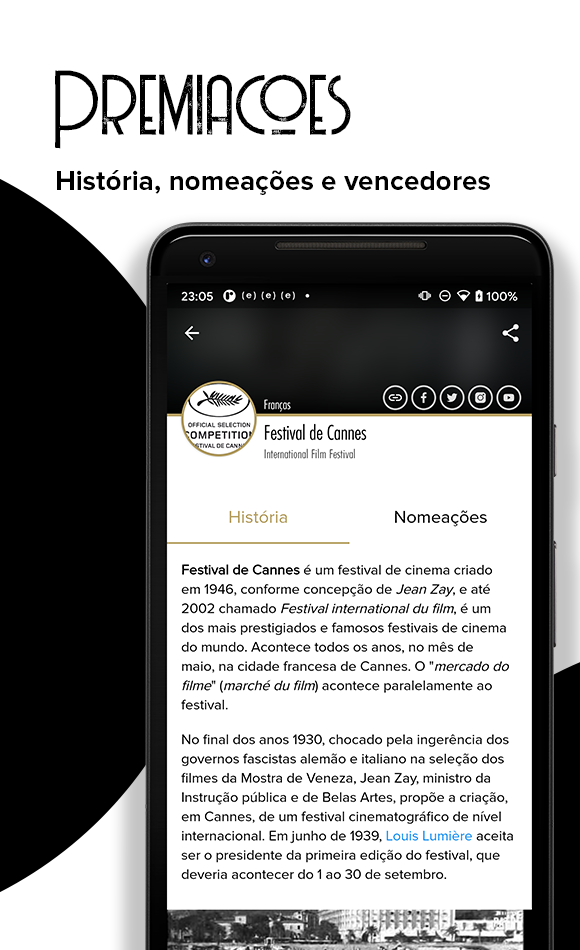 PREMIACOES
História, nomeações e vencedores
23:05 (e) (e) (e) • 100%
OFFICIAL SELECTION
COMPETITION
FESTIVAL DE CANNES
Franços
Festival de Cannes
International Film Festival
História Nomeações
Festival de Cannes é um festival de cinema criado
em 1946, conforme concepção de Jean Zay, e até
2002 chamado Festival international du film, é um
dos mais prestigiados e famosos festivais de cinema
do mundo. Acontece todos os anos, no mês de
maio, na cidade francesa de Cannes. O "mercado do
filme" (marché du film) acontece paralelamente ao
festival.
No final dos anos 1930, chocado pela ingerência dos
governos fascistas alemão e italiano na seleção dos
filmes da Mostra de Veneza, Jean Zay, ministro da
Instrução pública e de Belas Artes, propõe a criação,
em Cannes, de um festival cinematográfico de nível
internacional. Em junho de 1939, Louis Lumière aceita
ser o presidente da primeira edição do festival, que
deveria acontecer do 1 ao 30 de setembro.